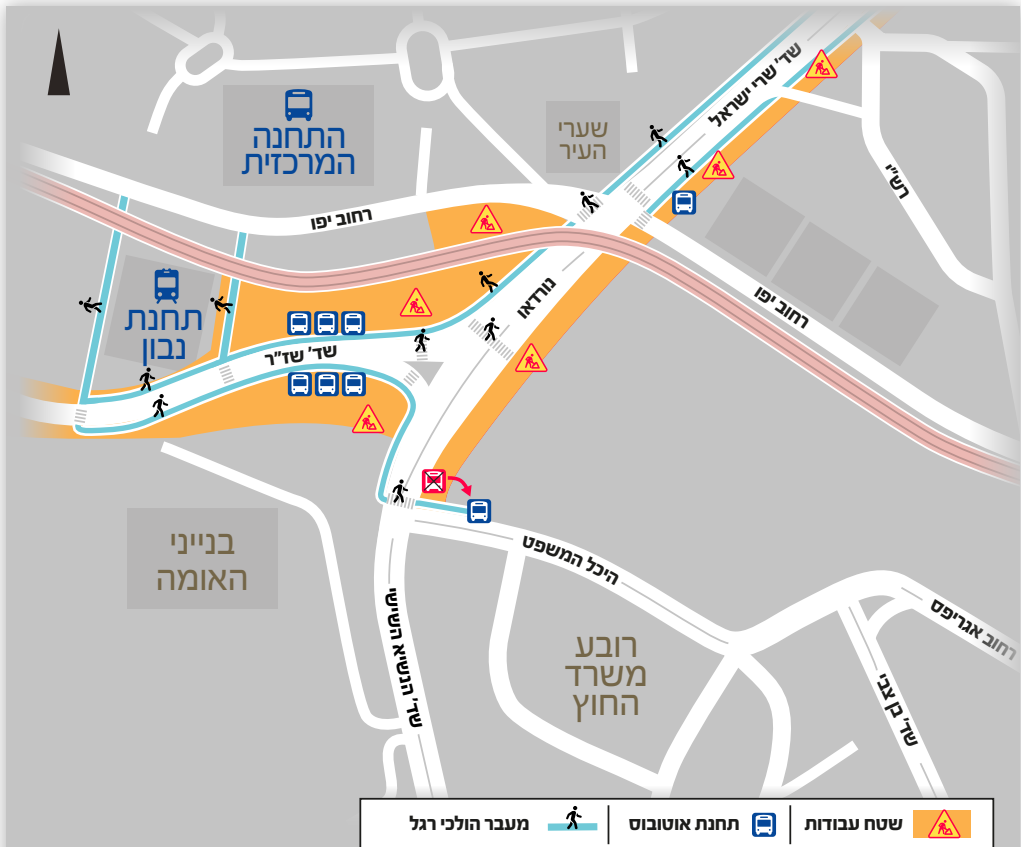 שד' שרי ישראל
התחנה
המרכזית
שערי
העיר
רש"י
רחוב יפו
נורדאו
רחוב יפו
תחנת
נבון
שד' שז"ר
בנייני
האומה
היכל המשפט
שד' הנשיא השישי
רחוב אגריפס
רובע
משרד
החוץ
שד' בן צבי
שטח עבודות
תחנת אוטובוס
מעבר הולכי רגל